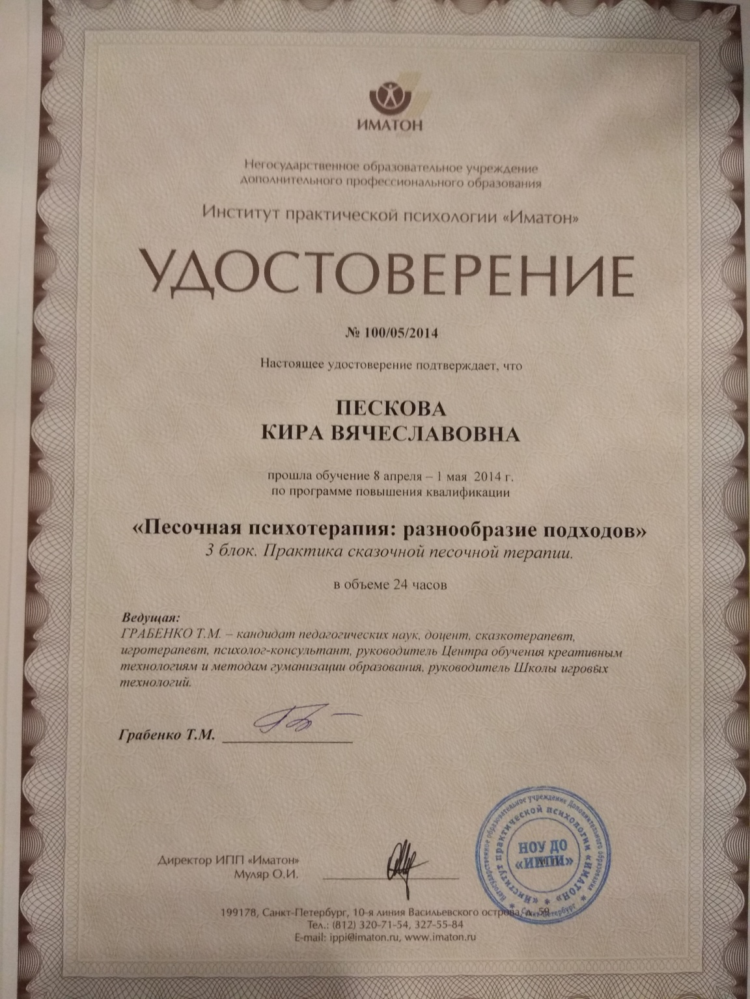 ИМАТОН
Негосударственное образовательное учреждение
дополнительного профессионального образования
Институт практической психологии «Иматон»
УДОСТОВЕРЕНИЕ
№ 100/05/2014
Настоящее удостоверение подтверждает, что
ПЕСКОВА
КИРА ВЯЧЕСЛАВОВНА
прошла обучение 8 апреля – 1 мая 2014 г.
по программе повышения квалификации
«Песочная психотерапия: разнообразие подходов»
3 блок. Практика сказочной песочной терапии.
в объеме 24 часов
Ведущая:
ГРАБЕНКО Т.М. – кандидат педагогических наук, доцент, сказкотерапевт,
игротерапевт, психолог-консультант, руководитель Центра обучения креативным
технологиям и методам гуманизации образования, руководитель Школы игровых
технологий.
Грабенко Т.М.
Директор ИПП «Иматон»
Муляр О.И.
Негосударственное образовательное учреждение Дополнительного образования
«Институт практической психологии «ИМАТОН»
Санкт-Петербург
НОУ ДО
«ИППИ»
199178, Санкт-Петербург, 10-я линия Васильевского острова, д. 59
Тел.: (812) 320-71-54, 327-55-84
E-mail: ippi@imaton.ru, www.imaton.ru